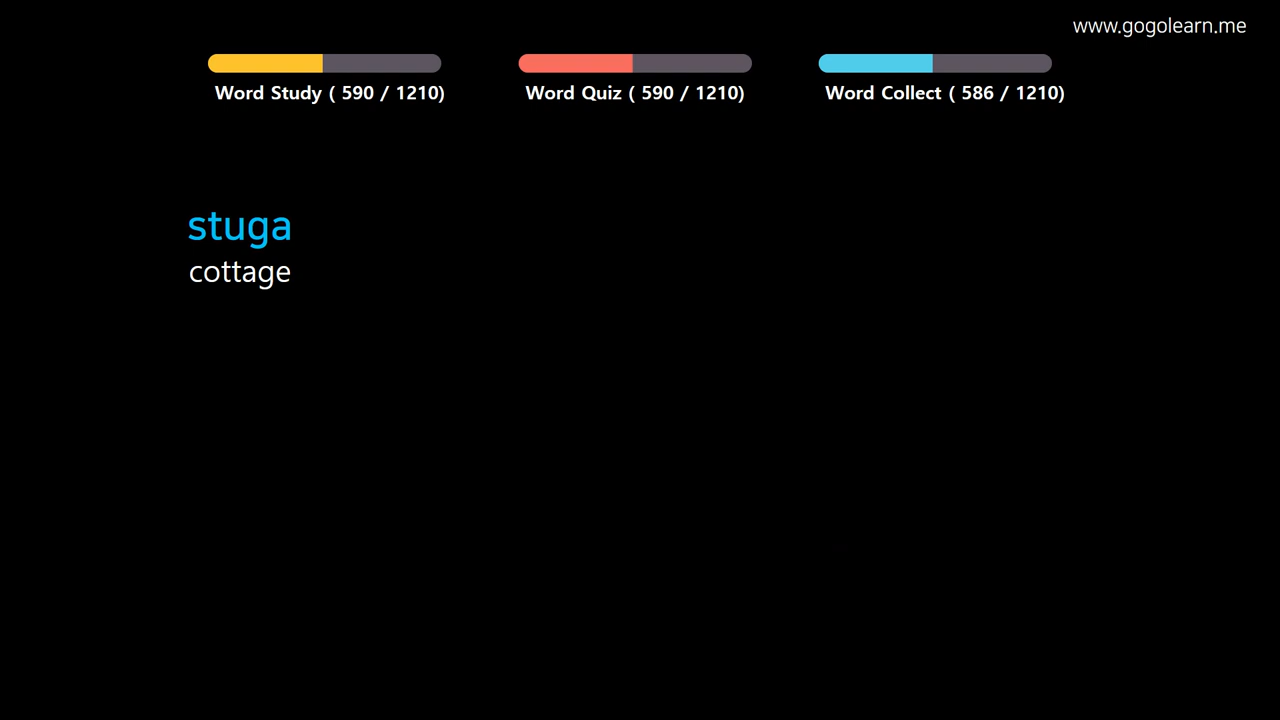 www.gogolearn.me
Word Study ( 590 / 1210)
Word Quiz ( 590 / 1210)
Word Collect ( 586 / 1210)
stuga
cottage